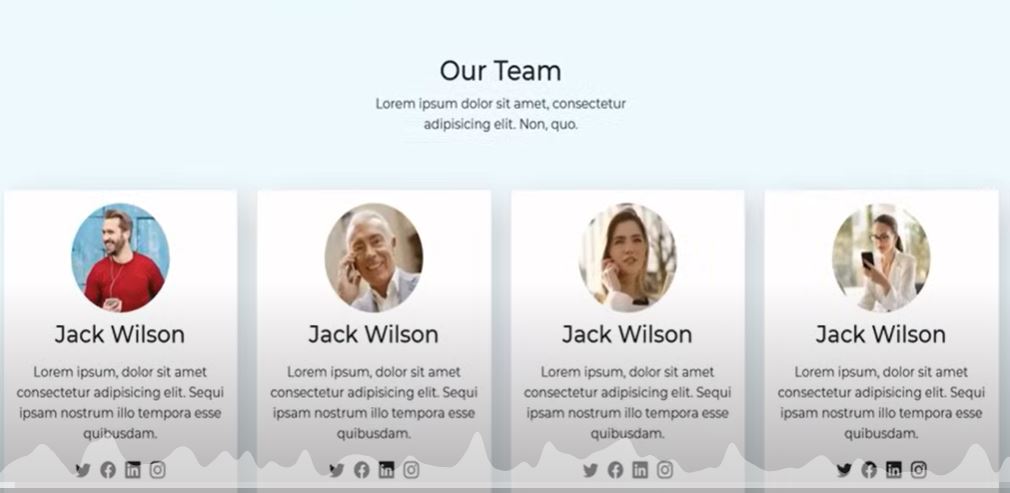 Our Team
Lorem ipsum dolor sit amet, consectetur
adipisicing elit. Non, quo.
Jack Wilson
Lorem ipsum, dolor sit amet
consectetur adipisicing elit. Sequi
ipsam nostrum illo tempora esse
quibusdam.
Jack Wilson
Lorem ipsum, dolor sit amet
consectetur adipisicing elit. Sequi
ipsam nostrum illo tempora esse
quibusdam.
Jack Wilson
Lorem ipsum, dolor sit amet
consectetur adipisicing elit. Sequi
ipsam nostrum illo tempora esse
quibusdam.
Jack Wilson
Lorem ipsum, dolor sit amet
consectetur adipisicing elit. Sequi
ipsam nostrum illo tempora esse
quibusdam.